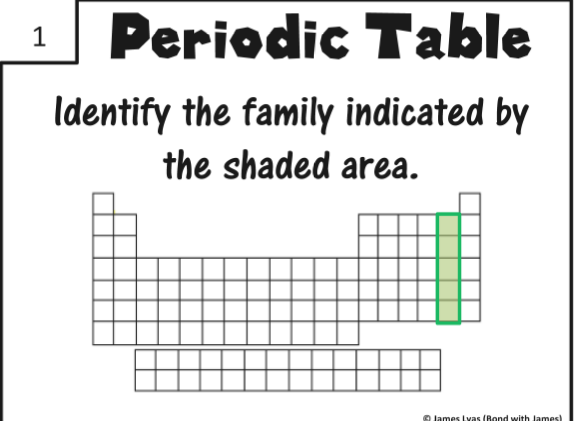 1
Periodic Table
Identify the family indicated by
the shaded area.
© James Lyas (Bond with James)